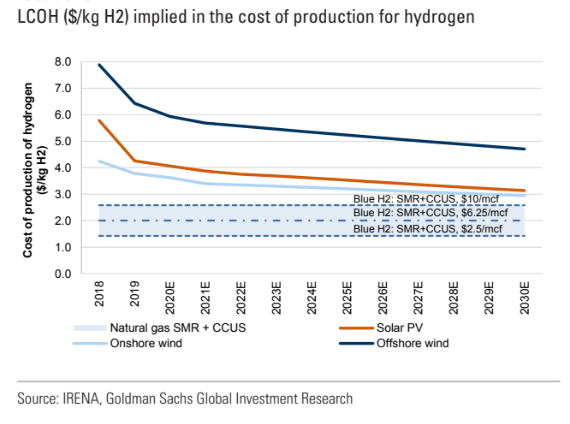 LCOH ($/kg H2) implied in the cost of production for hydrogen
Cost of production of hydrogen
($/kg H2)
8.0
7.0
6.0
5.0
4.0
3.0
2.0
1.0
0.0
Blue H2: SMR+CCUS, $10/mcf
Blue H2: SMR+CCUS, $6.25/mcf
Blue H2: SMR+CCUS, $2.5/mcf
2018
2019
2020E
2021E
2022E
2023E
2024E
2025E
2026E
2027E
2028E
2029E
2030E
Natural gas SMR + CCUS
Solar PV
Onshore wind
Offshore wind
Source: IRENA, Goldman Sachs Global Investment Research